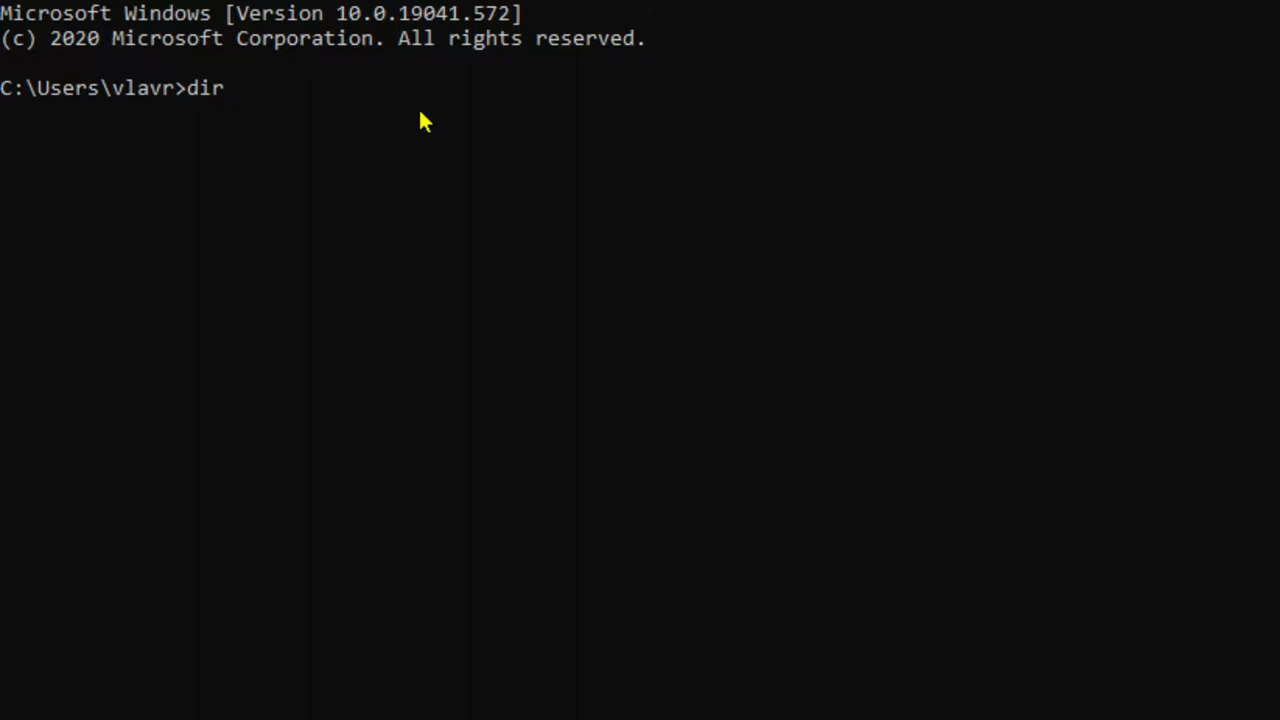 Microsoft Windows [Version 10.0.19041.572]
(c) 2020 Microsoft Corporation. All rights reserved.
C:\Users\vlavr>dir